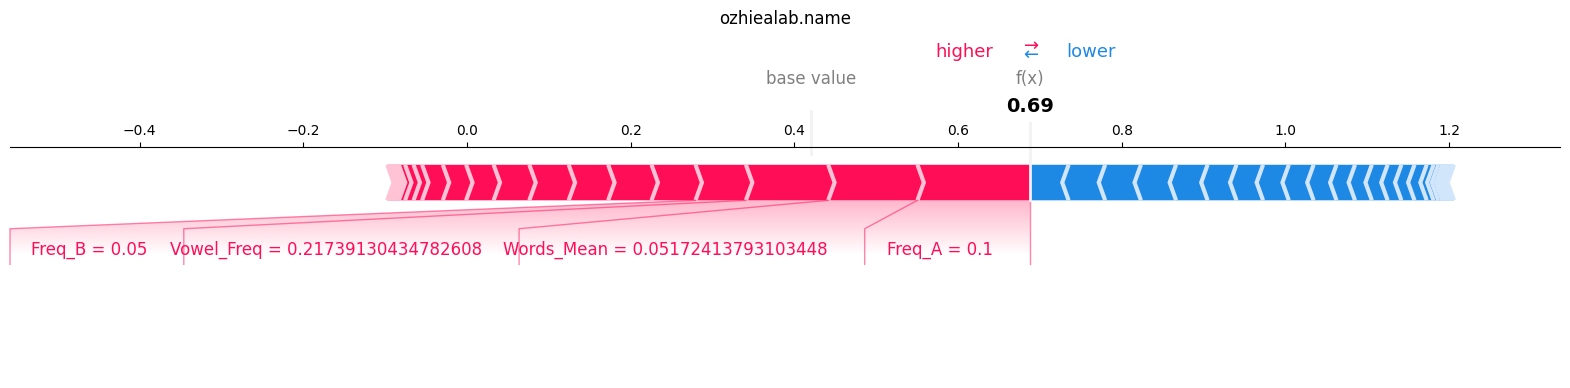 ozhiealab.name
higher ⇄ lower
base value f(x)
0.69
−0.4 −0.2 0.0 0.2 0.4 0.6 0.8 1.0 1.2
Freq_B = 0.05 Vowel_Freq = 0.21739130434782608 Words_Mean = 0.05172413793103448 Freq_A = 0.1